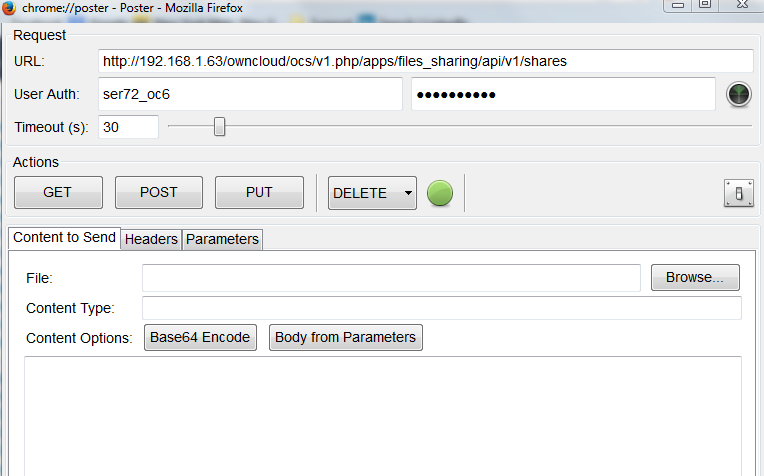 chrome://poster - Poster - Mozilla Firefox
Request
URL: http://192.168.1.63/owncloud/ocs/v1.php/apps/files_sharing/api/v1/shares
User Auth: ser72_oc6 ●●●●●●●●●●
Timeout (s): 30
Actions
GET POST PUT DELETE
Content to Send Headers Parameters
File: Browse...
Content Type:
Content Options: Base64 Encode Body from Parameters